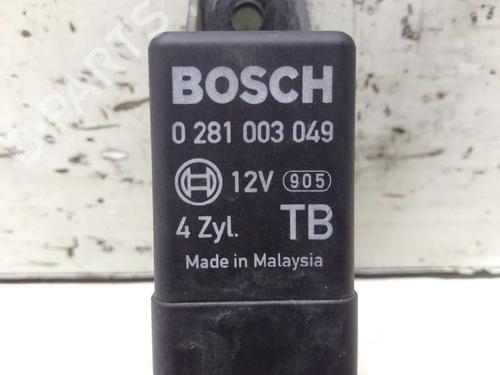 BOSCH
0 281 003 049
12V 905
4 Zyl. TB
Made in Malaysia